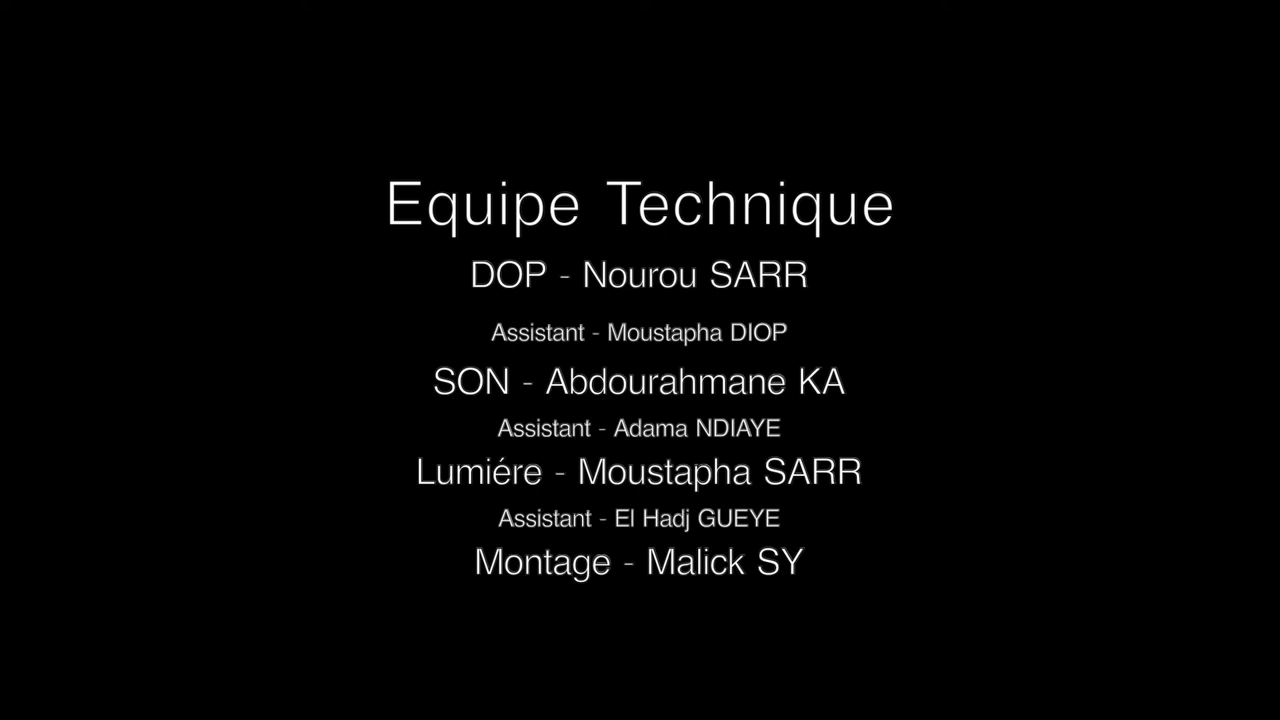 Equipe Technique
DOP - Nourou SARR
Assistant - Moustapha DIOP
SON - Abdourahmane KA
Assistant - Adama NDIAYE
Lumiére - Moustapha SARR
Assistant - El Hadj GUEYE
Montage - Malick SY